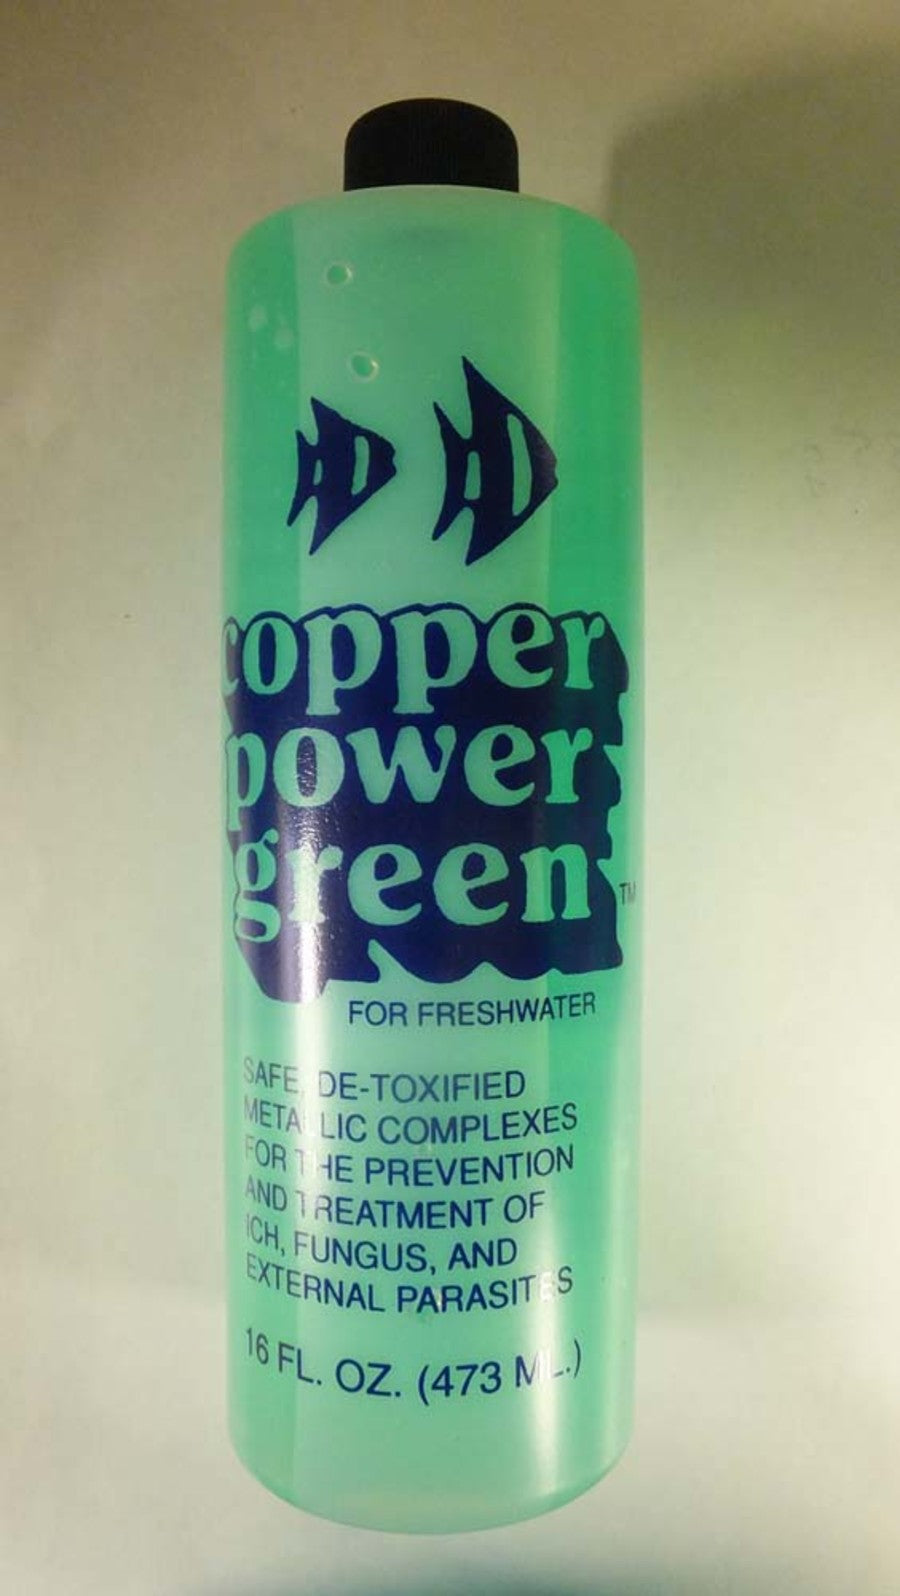 copper
power
green
TM
FOR FRESHWATER
SAFE, DE-TOXIFIED
METALLIC COMPLEXES
FOR THE PREVENTION
AND TREATMENT OF
ICH, FUNGUS, AND
EXTERNAL PARASITES
16 FL. OZ. (473 ML.)